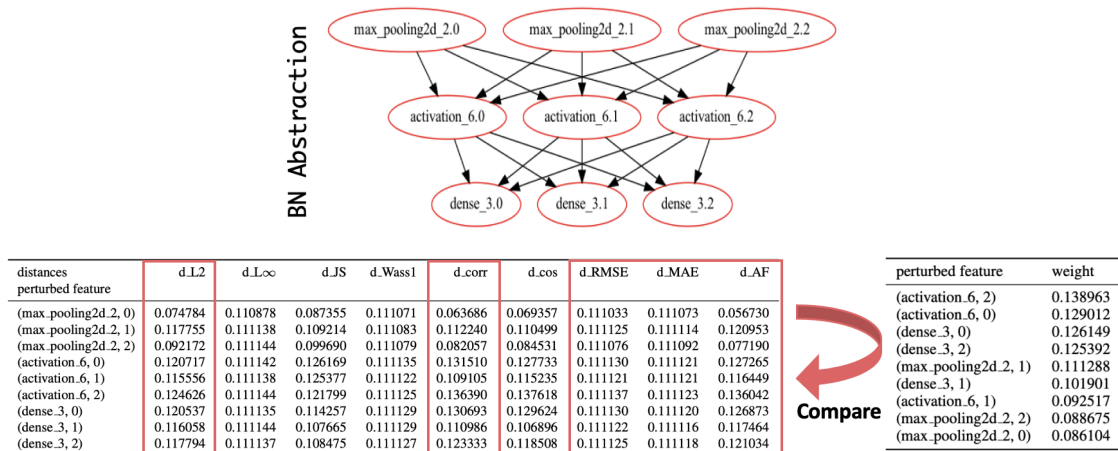 BN Abstraction
max_pooling2d_2.0 max_pooling2d_2.1 max_pooling2d_2.2
activation_6.0 activation_6.1 activation_6.2
dense_3.0 dense_3.1 dense_3.2
distances d_L2 d_L∞ d_JS d_Wass1 d_corr d_cos d_RMSE d_MAE d_AF
perturbed feature
(max_pooling2d_2, 0) 0.074784 0.110878 0.087355 0.111071 0.063686 0.069357 0.111033 0.111073 0.056730
(max_pooling2d_2, 1) 0.117755 0.111138 0.109214 0.111083 0.112240 0.110499 0.111125 0.111114 0.120953
(max_pooling2d_2, 2) 0.092172 0.111144 0.099690 0.111079 0.082057 0.084531 0.111076 0.111092 0.077190
(activation_6, 0) 0.120717 0.111142 0.126169 0.111135 0.131510 0.127733 0.111130 0.111121 0.127265
(activation_6, 1) 0.115556 0.111138 0.125377 0.111122 0.109105 0.115235 0.111121 0.111121 0.116449
(activation_6, 2) 0.124626 0.111144 0.121799 0.111125 0.136390 0.137618 0.111137 0.111123 0.136042
(dense_3, 0) 0.120537 0.111135 0.114257 0.111129 0.130693 0.129624 0.111130 0.111120 0.126873
(dense_3, 1) 0.116058 0.111144 0.107665 0.111129 0.110986 0.106896 0.111122 0.111116 0.117464
(dense_3, 2) 0.117794 0.111137 0.108475 0.111127 0.123333 0.118508 0.111125 0.111118 0.121034
Compare
perturbed feature weight
(activation_6, 2) 0.138963
(activation_6, 0) 0.129012
(dense_3, 0) 0.126149
(dense_3, 2) 0.125392
(max_pooling2d_2, 1) 0.111288
(dense_3, 1) 0.101901
(activation_6, 1) 0.092517
(max_pooling2d_2, 2) 0.088675
(max_pooling2d_2, 0) 0.086104